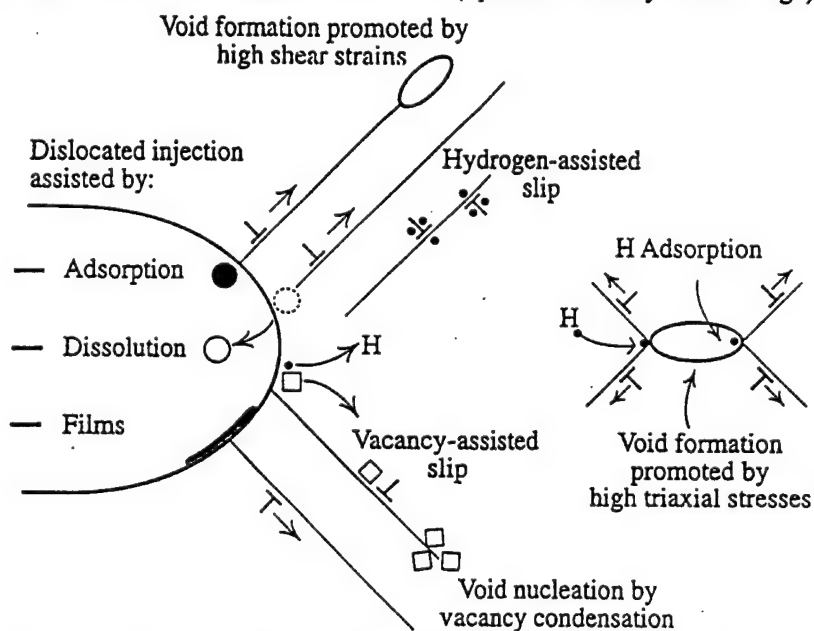 Void formation promoted by
high shear strains
Dislocated injection
assisted by:
Hydrogen-assisted
slip
Adsorption
H Adsorption
H
Dissolution
H
Films
Vacancy-assisted
slip
Void formation
promoted by
high triaxial stresses
Void nucleation by
vacancy condensation